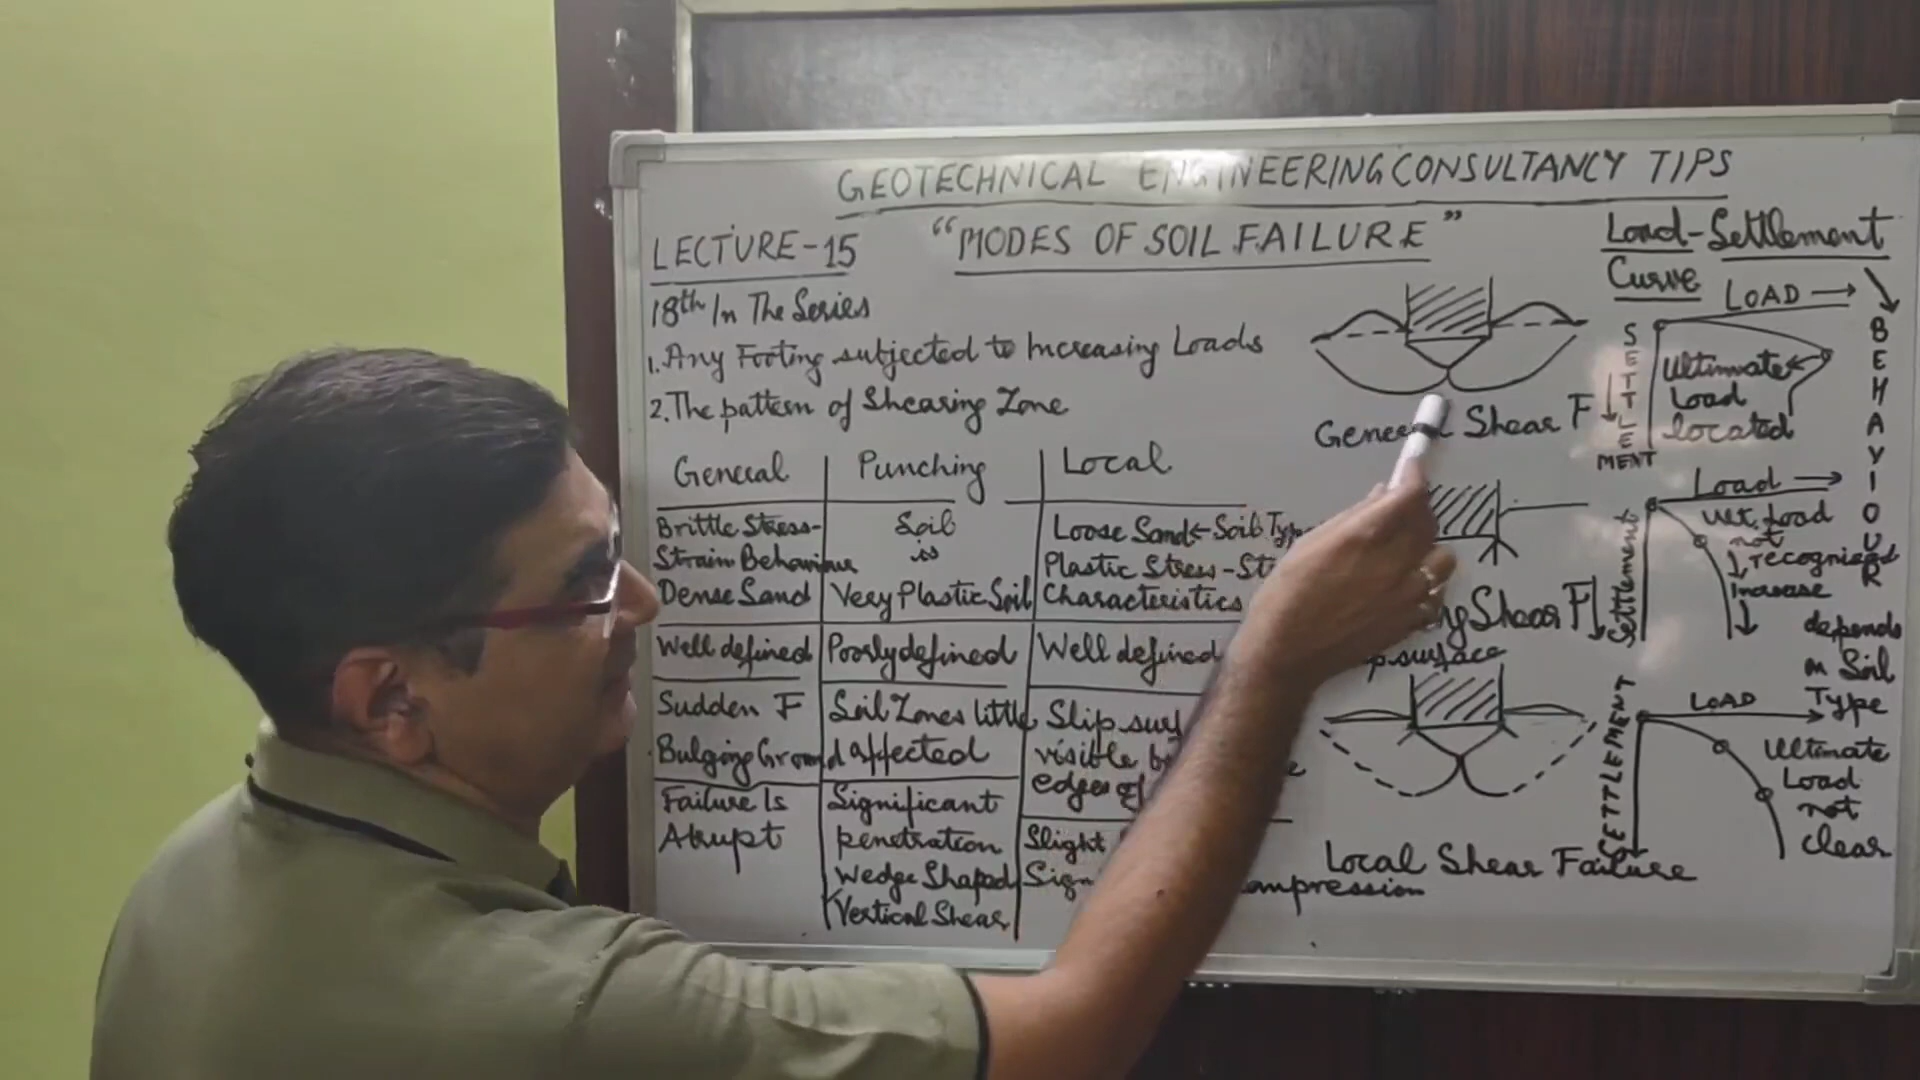 GEOTECHNICAL ENGINEERING CONSULTANCY TIPS
LECTURE-15
"MODES OF SOIL FAILURE"
18th In The Series
1. Any Footing subjected to Increasing Loads
2. The pattern of Shearing Zone
General
Brittle Stress-
Strain Behaviour
Dense Sand
Well defined
Sudden F
Bulging Ground
Failure Is
Abrupt
Punching
Soil
is
Very Plastic Soil
Poorly defined
Soil Zones little
affected
Significant
penetration
Wedge Shaped
Vertical Shear
Local
Loose Sand ← Soil
Plastic Stress-
Characteristics
Well defined
Slip
visible
edges
Slight
General Shear F
Shear F
surface
Local Shear Failure
Load-Settlement
Curve
LOAD →
SETTLEMENT
Ultimate
Load
located
Load →
Settlement
Ult. Load
not
recognised
Increase
LOAD
SETTLEMENT
Ultimate
Load
not
clear
BEHAVIOUR
depends
on Soil
Type